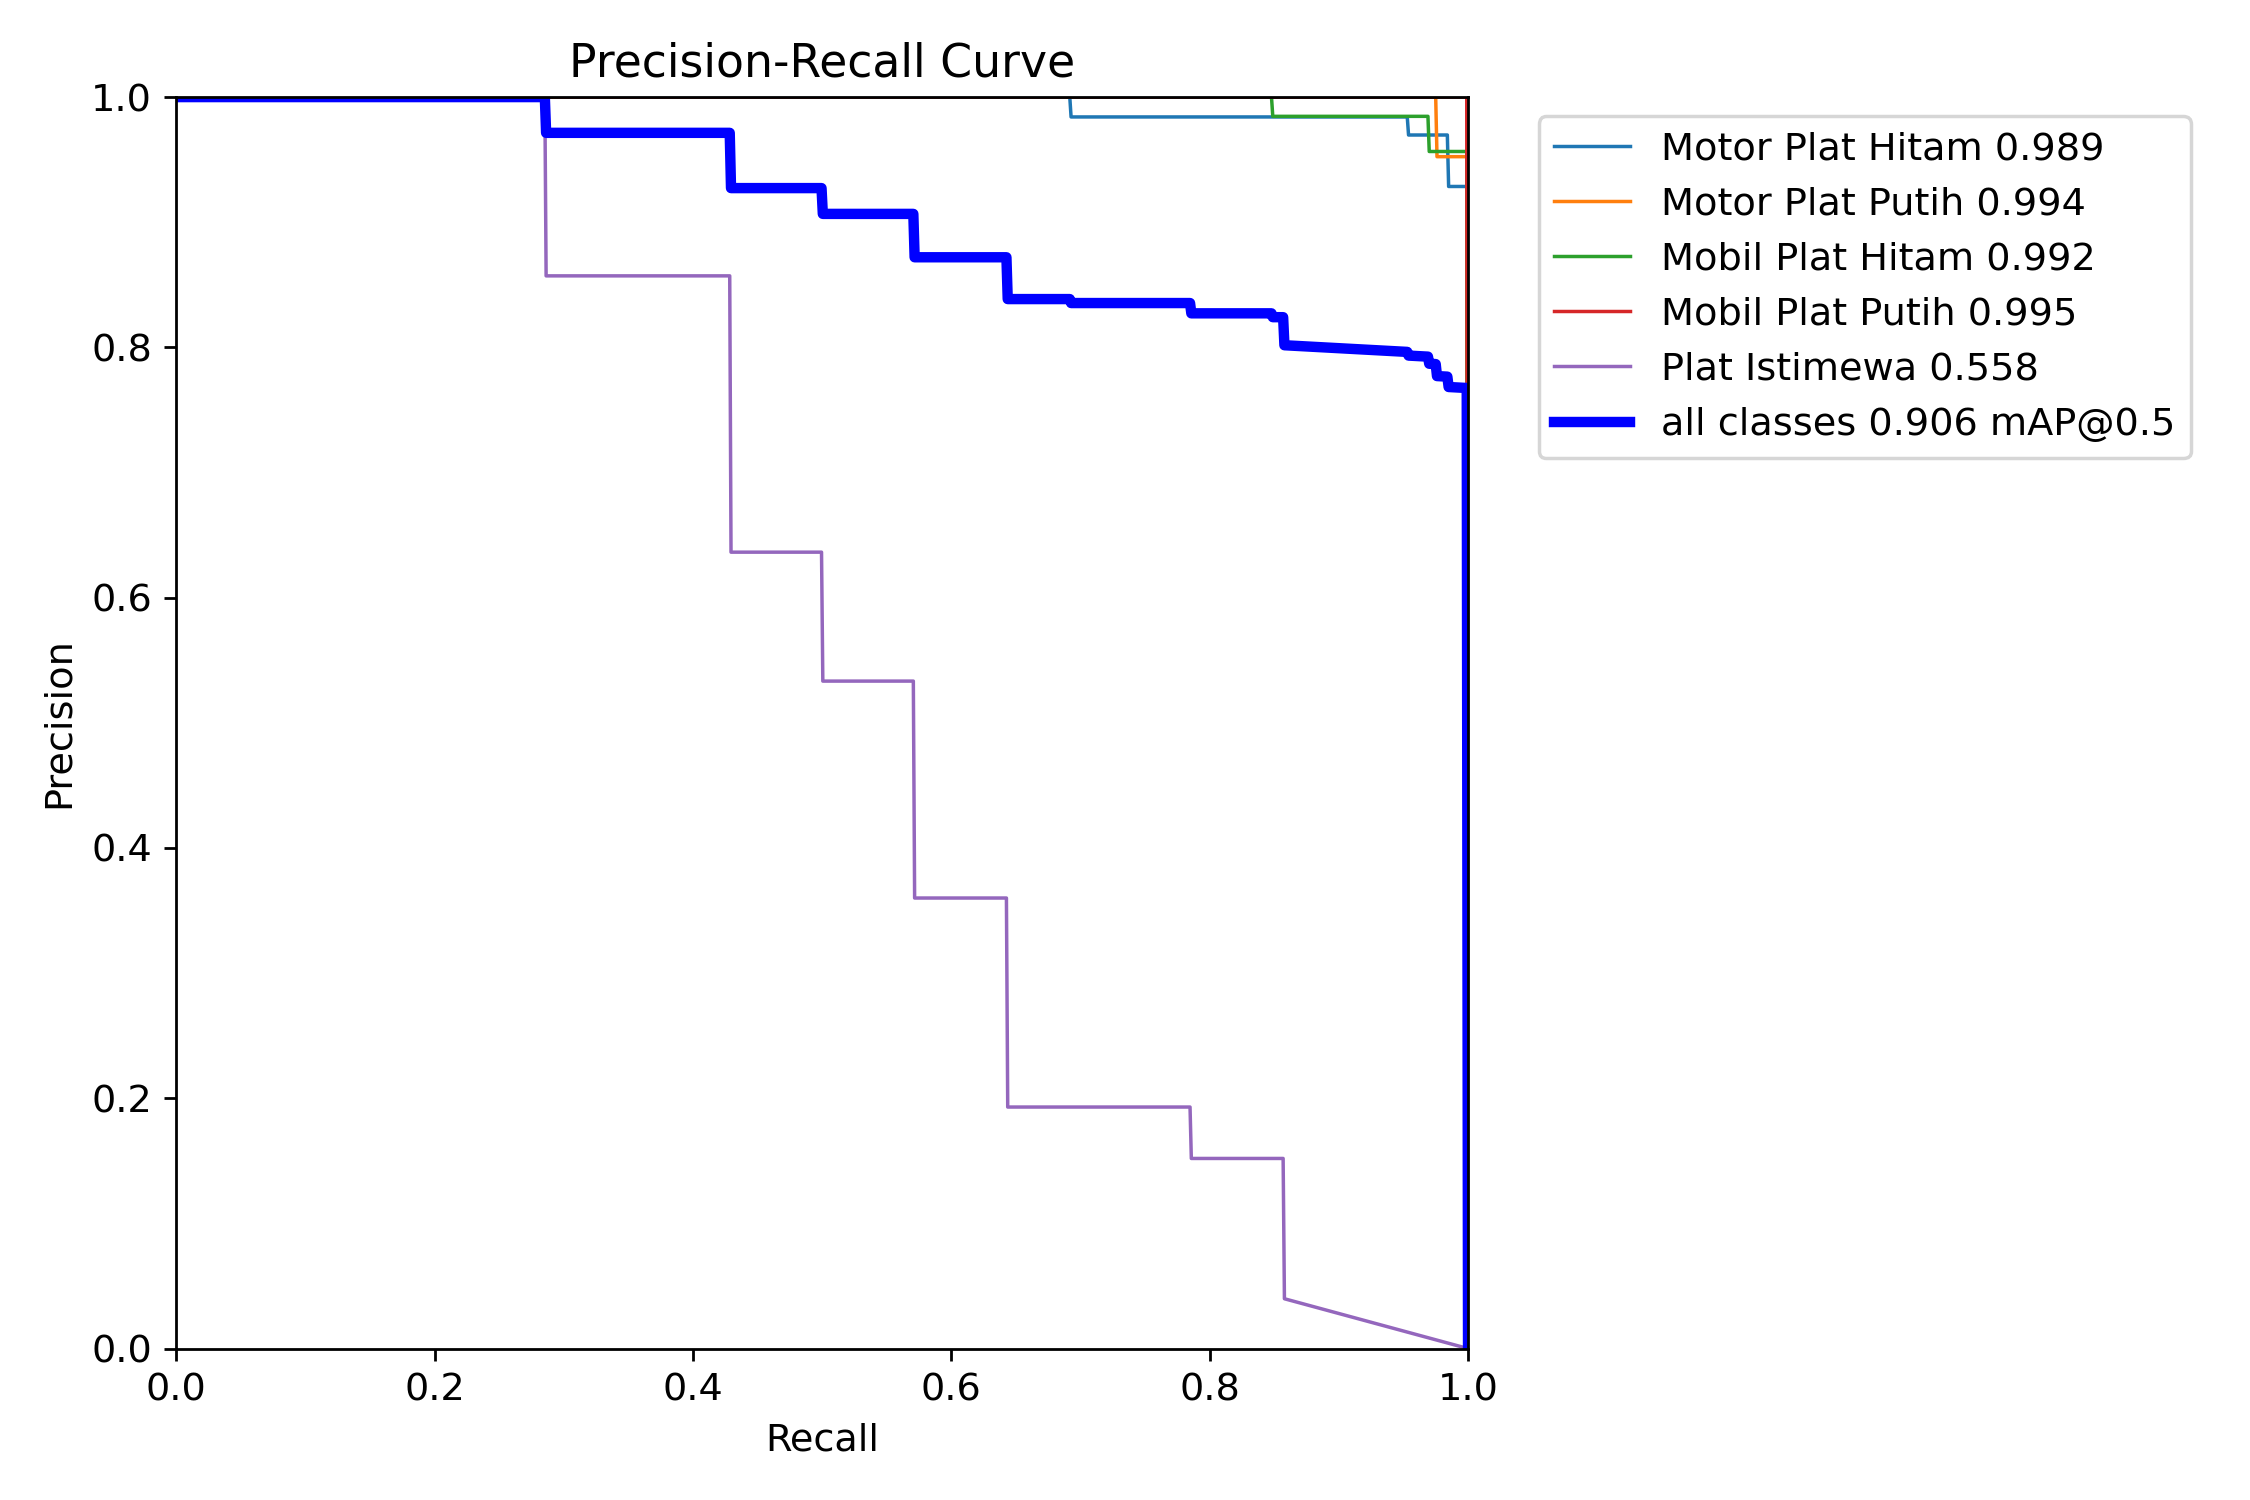 Precision-Recall Curve
1.0
0.8
0.6
0.4
0.2
0.0
Precision
0.0 0.2 0.4 0.6 0.8 1.0
Recall
Motor Plat Hitam 0.989
Motor Plat Putih 0.994
Mobil Plat Hitam 0.992
Mobil Plat Putih 0.995
Plat Istimewa 0.558
all classes 0.906 mAP@0.5